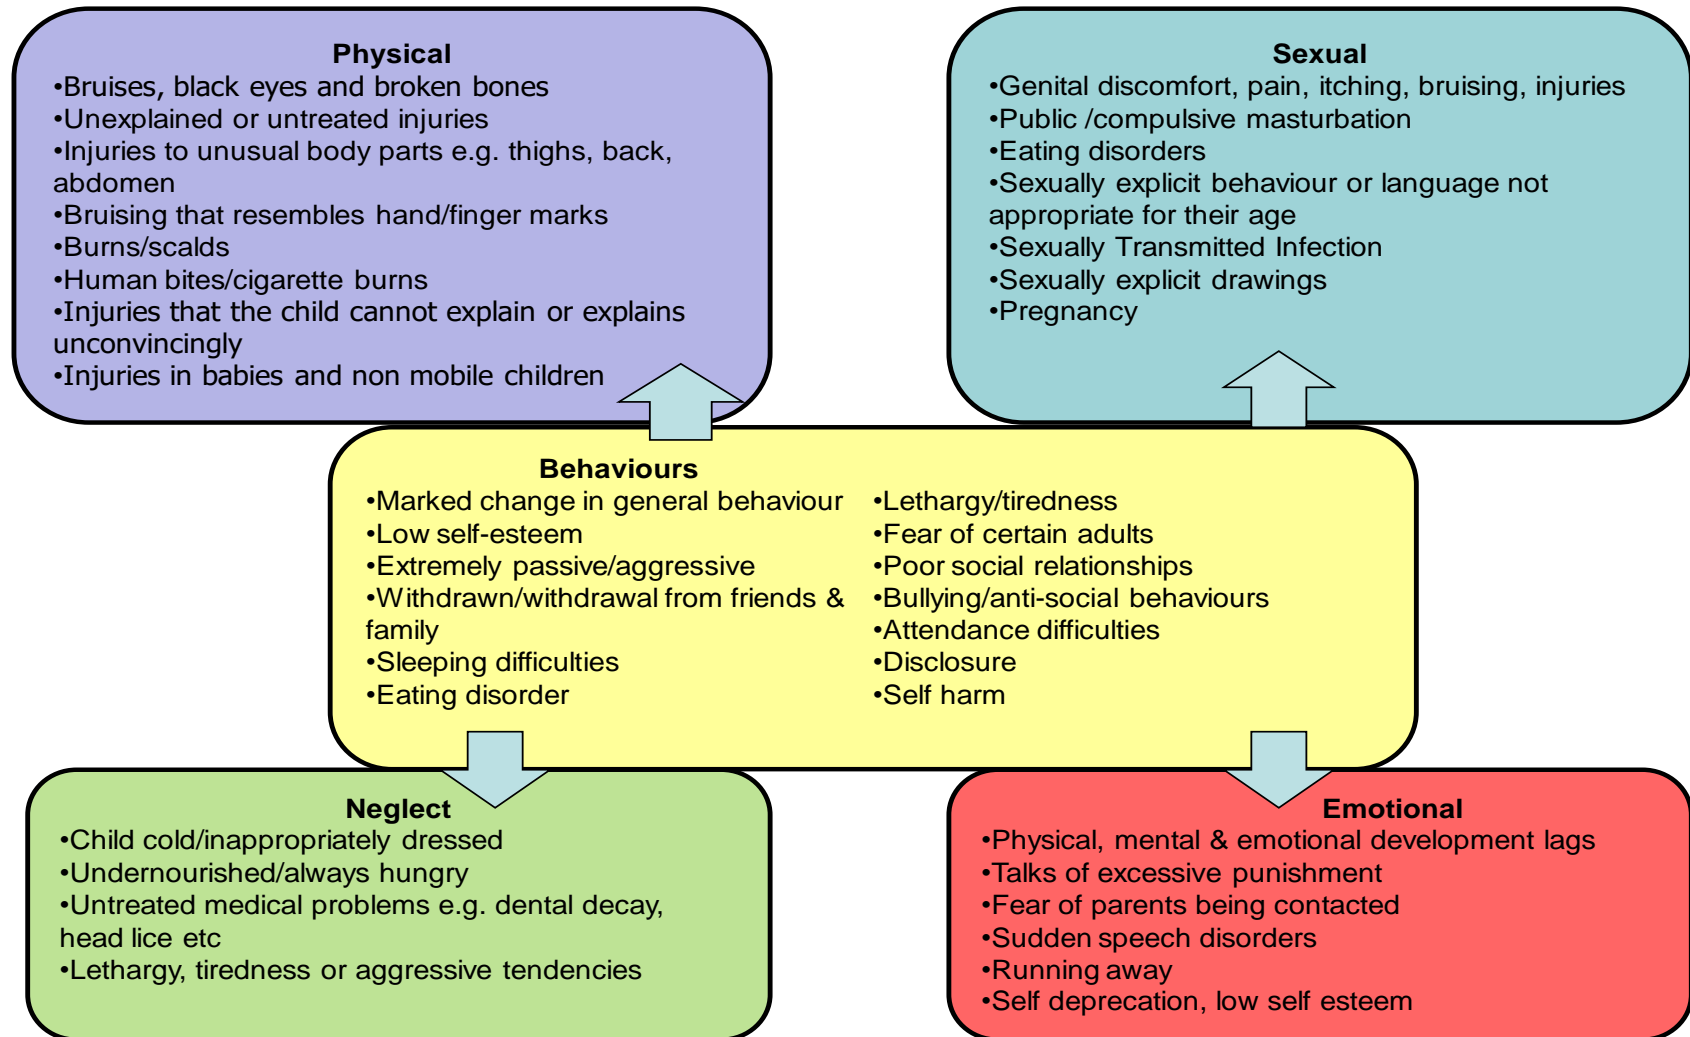 Physical
•Bruises, black eyes and broken bones
•Unexplained or untreated injuries
•Injuries to unusual body parts e.g. thighs, back,
abdomen
•Bruising that resembles hand/finger marks
•Burns/scalds
•Human bites/cigarette burns
•Injuries that the child cannot explain or explains
unconvincingly
•Injuries in babies and non mobile children
Sexual
•Genital discomfort, pain, itching, bruising, injuries
•Public /compulsive masturbation
•Eating disorders
•Sexually explicit behaviour or language not
appropriate for their age
•Sexually Transmitted Infection
•Sexually explicit drawings
•Pregnancy
Behaviours
•Marked change in general behaviour
•Low self-esteem
•Extremely passive/aggressive
•Withdrawn/withdrawal from friends &
family
•Sleeping difficulties
•Eating disorder
•Lethargy/tiredness
•Fear of certain adults
•Poor social relationships
•Bullying/anti-social behaviours
•Attendance difficulties
•Disclosure
•Self harm
Neglect
•Child cold/inappropriately dressed
•Undernourished/always hungry
•Untreated medical problems e.g. dental decay,
head lice etc
•Lethargy, tiredness or aggressive tendencies
Emotional
•Physical, mental & emotional development lags
•Talks of excessive punishment
•Fear of parents being contacted
•Sudden speech disorders
•Running away
•Self deprecation, low self esteem